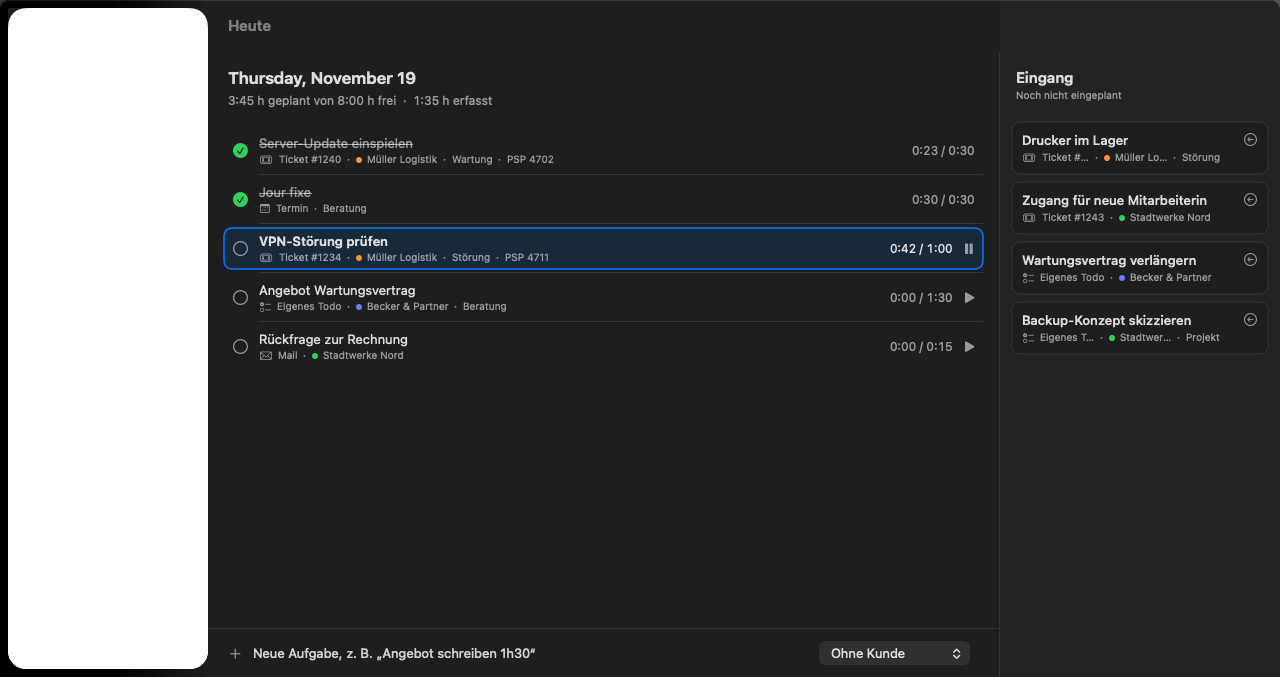 Heute
Thursday, November 19
3:45 h geplant von 8:00 h frei · 1:35 h erfasst
Server-Update einspielen
Ticket #1240 · Müller Logistik · Wartung · PSP 4702
0:23 / 0:30
Jour fixe
Termin · Beratung
0:30 / 0:30
VPN-Störung prüfen
Ticket #1234 · Müller Logistik · Störung · PSP 4711
0:42 / 1:00
Angebot Wartungsvertrag
Eigenes Todo · Becker & Partner · Beratung
0:00 / 1:30
Rückfrage zur Rechnung
Mail · Stadtwerke Nord
0:00 / 0:15
Neue Aufgabe, z. B. „Angebot schreiben 1h30“
Ohne Kunde
Eingang
Noch nicht eingeplant
Drucker im Lager
Ticket #... · Müller Lo... · Störung
Zugang für neue Mitarbeiterin
Ticket #1243 · Stadtwerke Nord
Wartungsvertrag verlängern
Eigenes Todo · Becker & Partner
Backup-Konzept skizzieren
Eigenes T... · Stadtwer... · Projekt